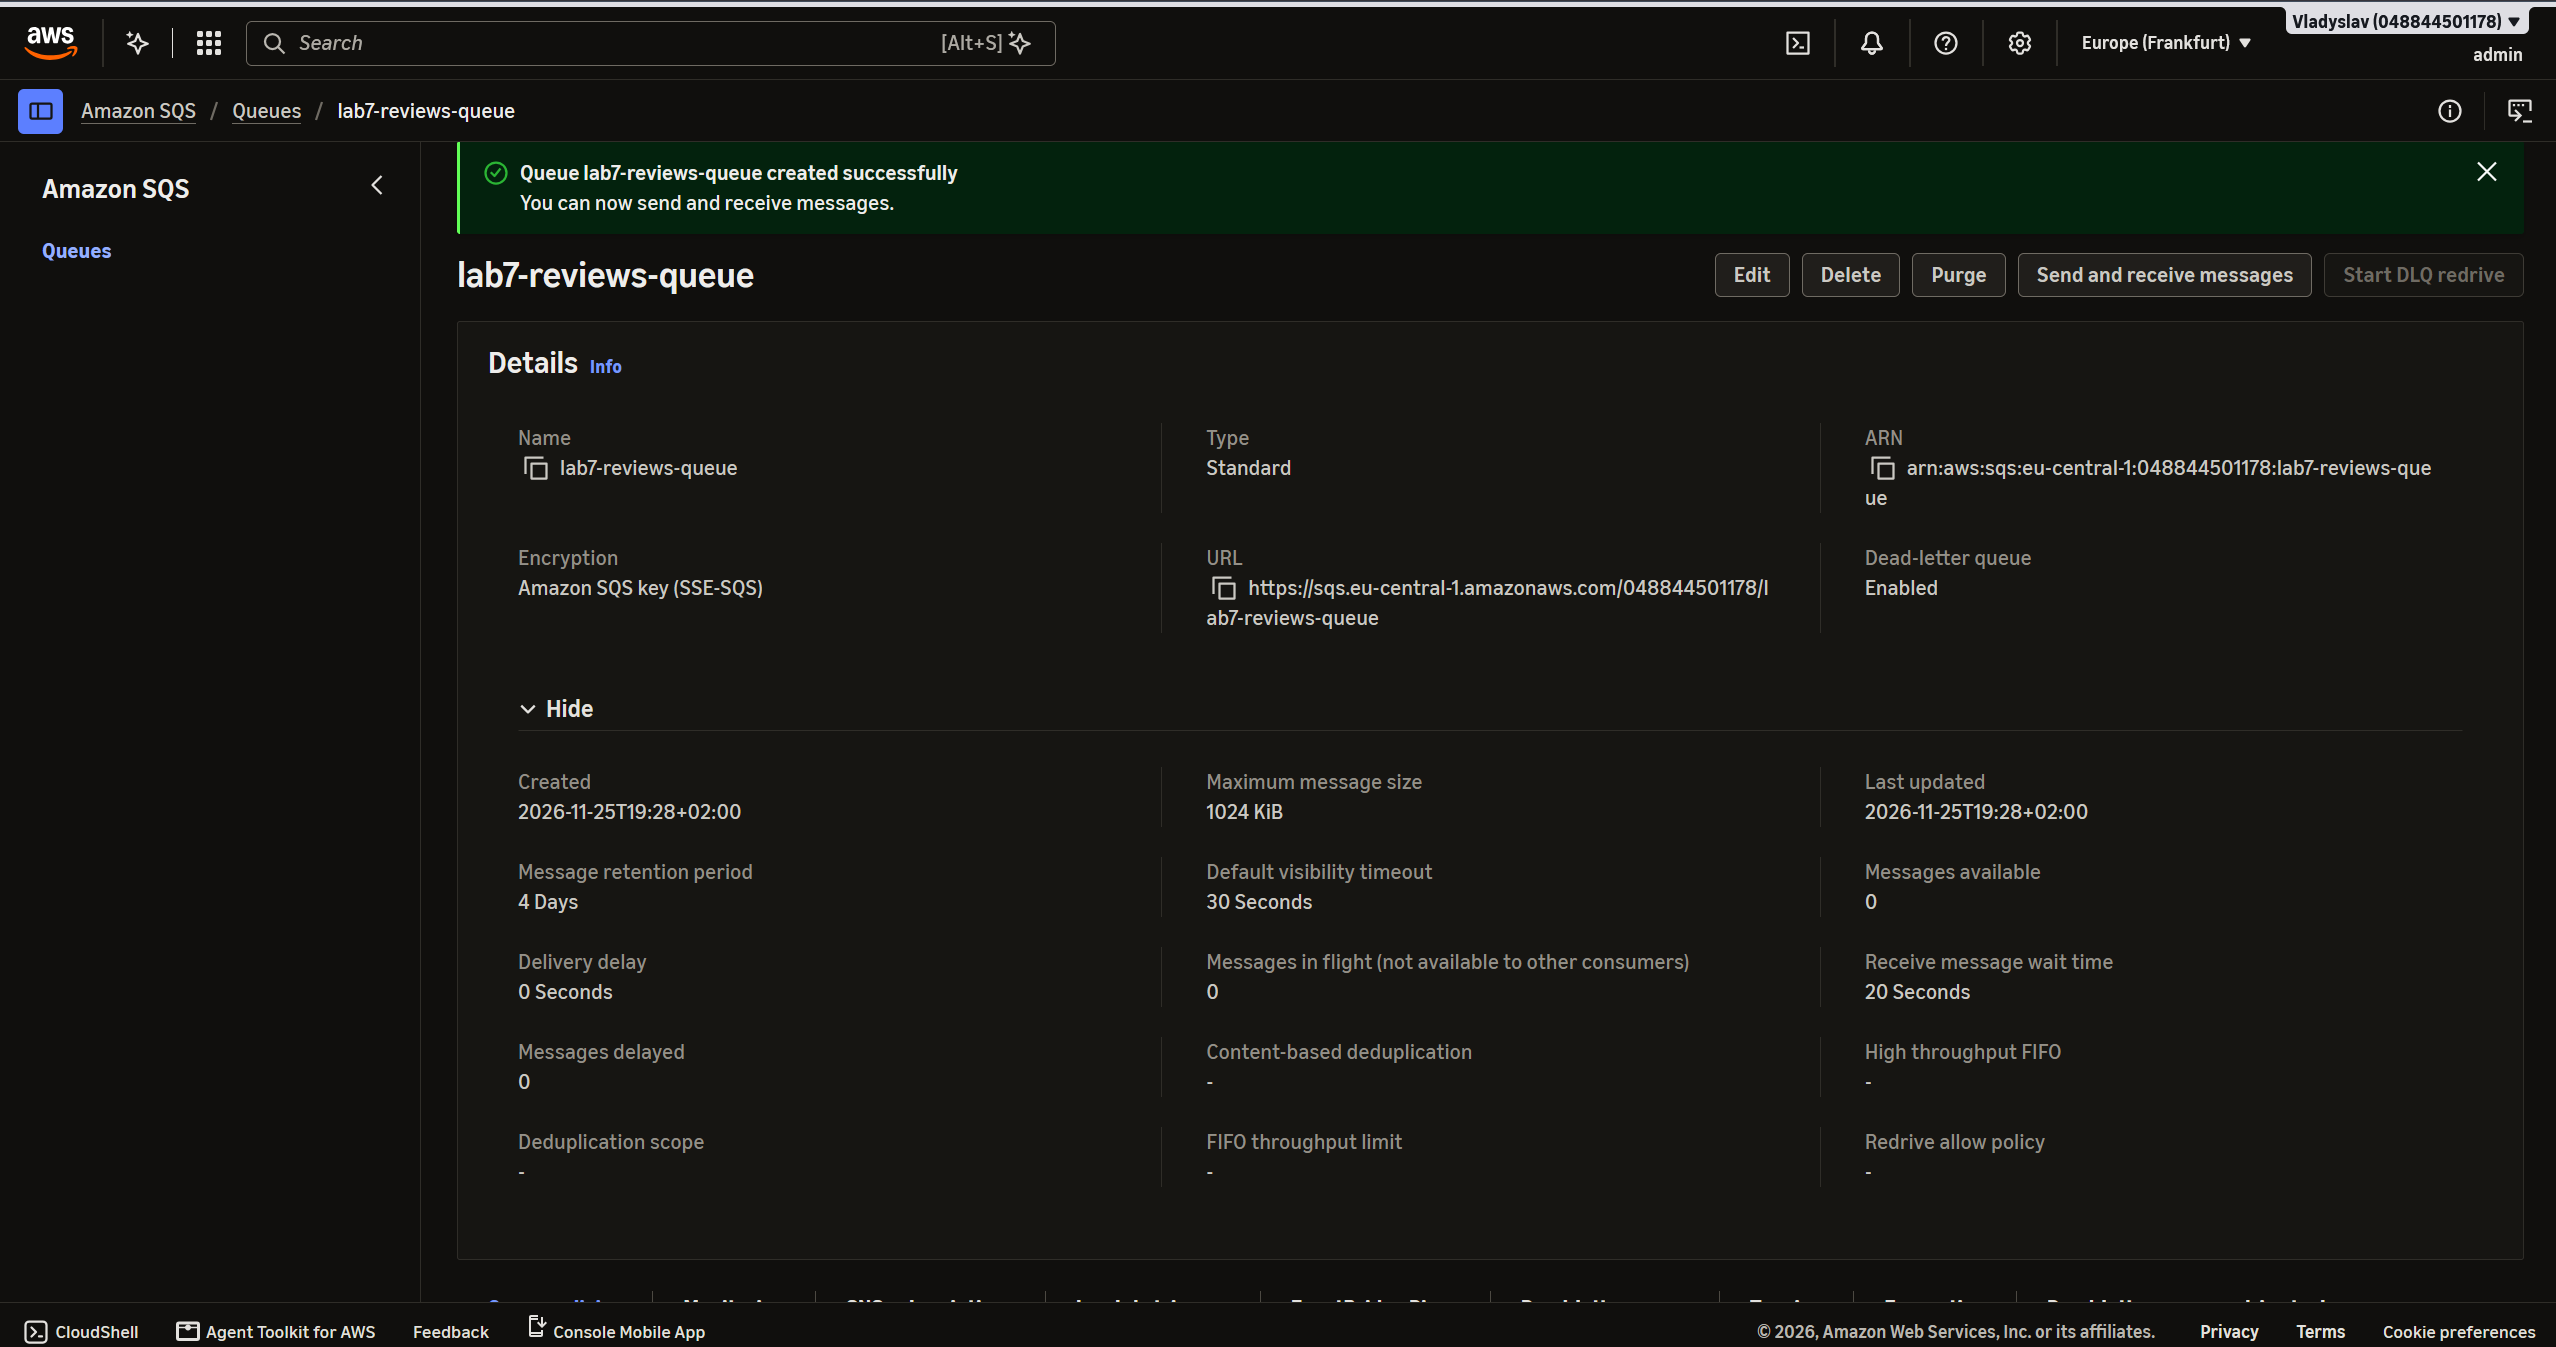 aws
Search [Alt+S]
Europe (Frankfurt)
Vladyslav (048844501178)
admin
Amazon SQS / Queues / lab7-reviews-queue
Amazon SQS
Queues
Queue lab7-reviews-queue created successfully
You can now send and receive messages.
lab7-reviews-queue
Edit
Delete
Purge
Send and receive messages
Start DLQ redrive
Details Info
Name
lab7-reviews-queue
Type
Standard
ARN
arn:aws:sqs:eu-central-1:048844501178:lab7-reviews-que
ue
Encryption
Amazon SQS key (SSE-SQS)
URL
https://sqs.eu-central-1.amazonaws.com/048844501178/l
ab7-reviews-queue
Dead-letter queue
Enabled
Hide
Created
2026-11-25T19:28+02:00
Maximum message size
1024 KiB
Last updated
2026-11-25T19:28+02:00
Message retention period
4 Days
Default visibility timeout
30 Seconds
Messages available
0
Delivery delay
0 Seconds
Messages in flight (not available to other consumers)
0
Receive message wait time
20 Seconds
Messages delayed
0
Content-based deduplication
-
High throughput FIFO
-
Deduplication scope
-
FIFO throughput limit
-
Redrive allow policy
-
CloudShell
Agent Toolkit for AWS
Feedback
Console Mobile App
© 2026, Amazon Web Services, Inc. or its affiliates.
Privacy
Terms
Cookie preferences